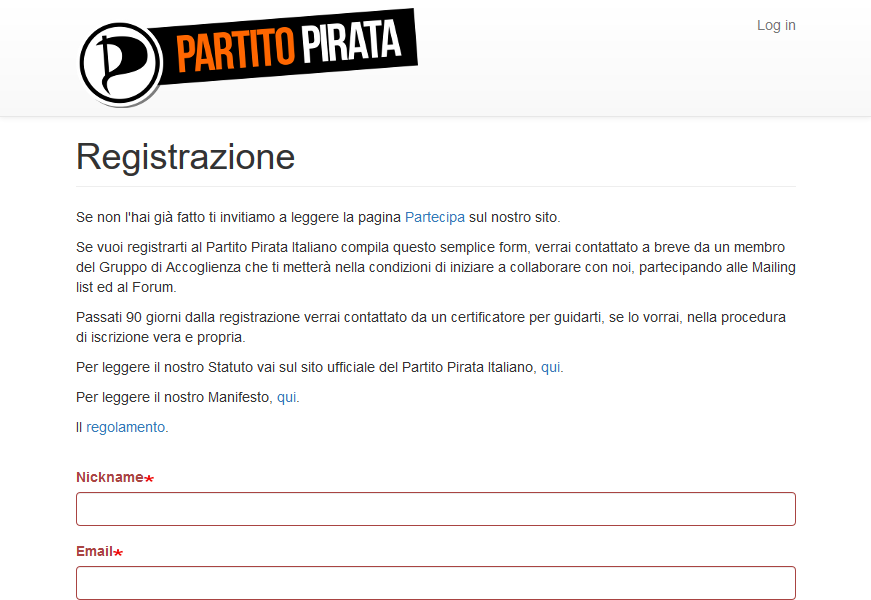 PARTITO PIRATA
Log in
Registrazione
Se non l'hai già fatto ti invitiamo a leggere la pagina Partecipa sul nostro sito.
Se vuoi registrarti al Partito Pirata Italiano compila questo semplice form, verrai contattato a breve da un membro
del Gruppo di Accoglienza che ti metterà nella condizioni di iniziare a collaborare con noi, partecipando alle Mailing
list ed al Forum.
Passati 90 giorni dalla registrazione verrai contattato da un certificatore per guidarti, se lo vorrai, nella procedura
di iscrizione vera e propria.
Per leggere il nostro Statuto vai sul sito ufficiale del Partito Pirata Italiano, qui.
Per leggere il nostro Manifesto, qui.
Il regolamento.
Nickname*
Email*